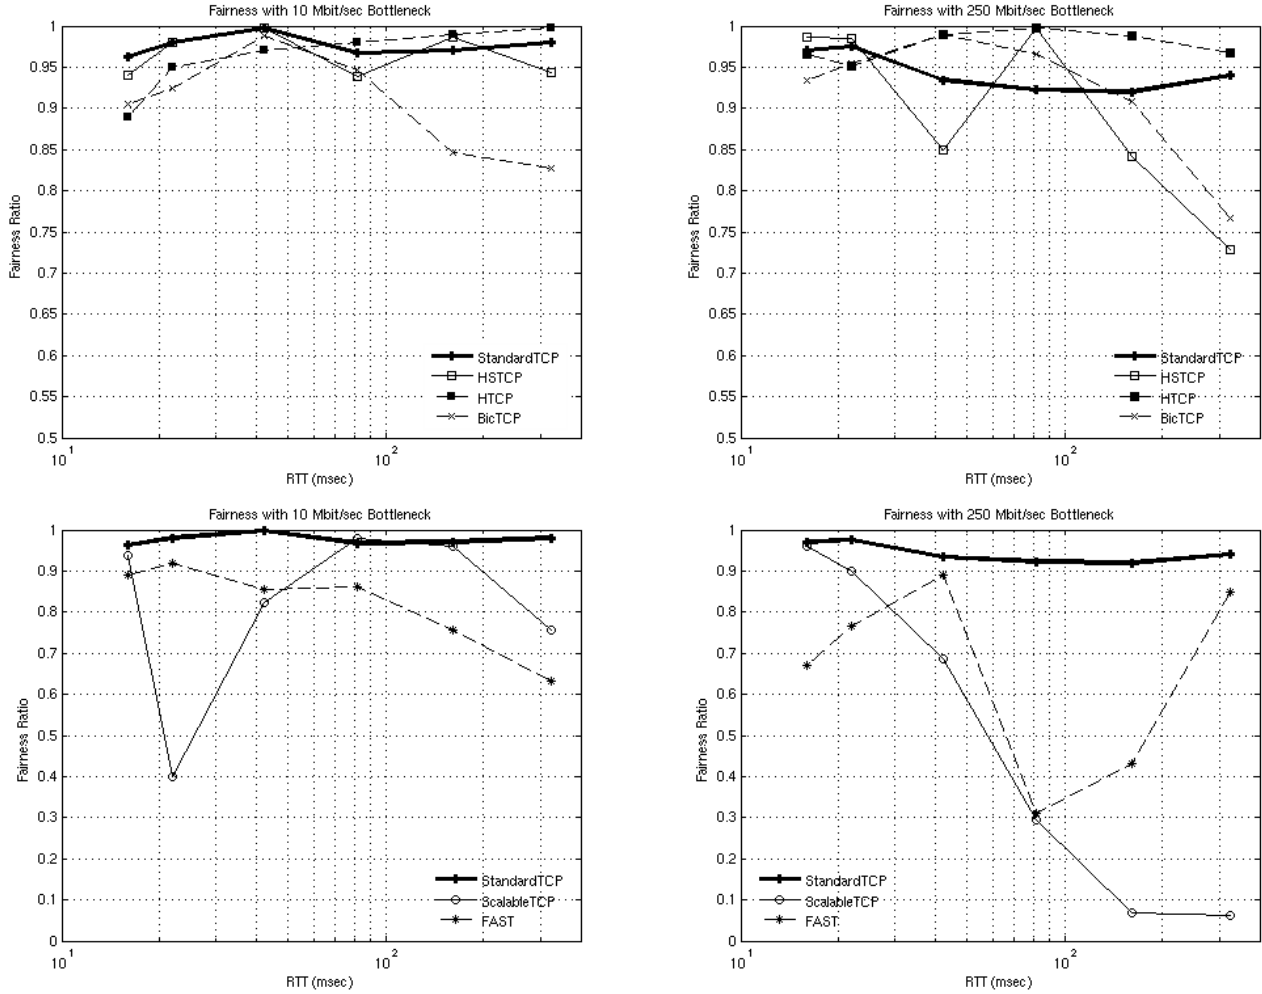 Fairness with 10 Mbit/sec Bottleneck
1
0.95
0.9
0.85
0.8
0.75
0.7
0.65
0.6
0.55
0.5
Fairness Ratio
StandardTCP
HSTCP
HTCP
BicTCP
10^1
10^2
RTT (msec)
Fairness with 250 Mbit/sec Bottleneck
1
0.95
0.9
0.85
0.8
0.75
0.7
0.65
0.6
0.55
0.5
Fairness Ratio
StandardTCP
HSTCP
HTCP
BicTCP
10^1
10^2
RTT (msec)
Fairness with 10 Mbit/sec Bottleneck
1
0.9
0.8
0.7
0.6
0.5
0.4
0.3
0.2
0.1
0
Fairness Ratio
StandardTCP
ScalableTCP
FAST
10^1
10^2
RTT (msec)
Fairness with 250 Mbit/sec Bottleneck
1
0.9
0.8
0.7
0.6
0.5
0.4
0.3
0.2
0.1
0
Fairness Ratio
StandardTCP
ScalableTCP
FAST
10^1
10^2
RTT (msec)